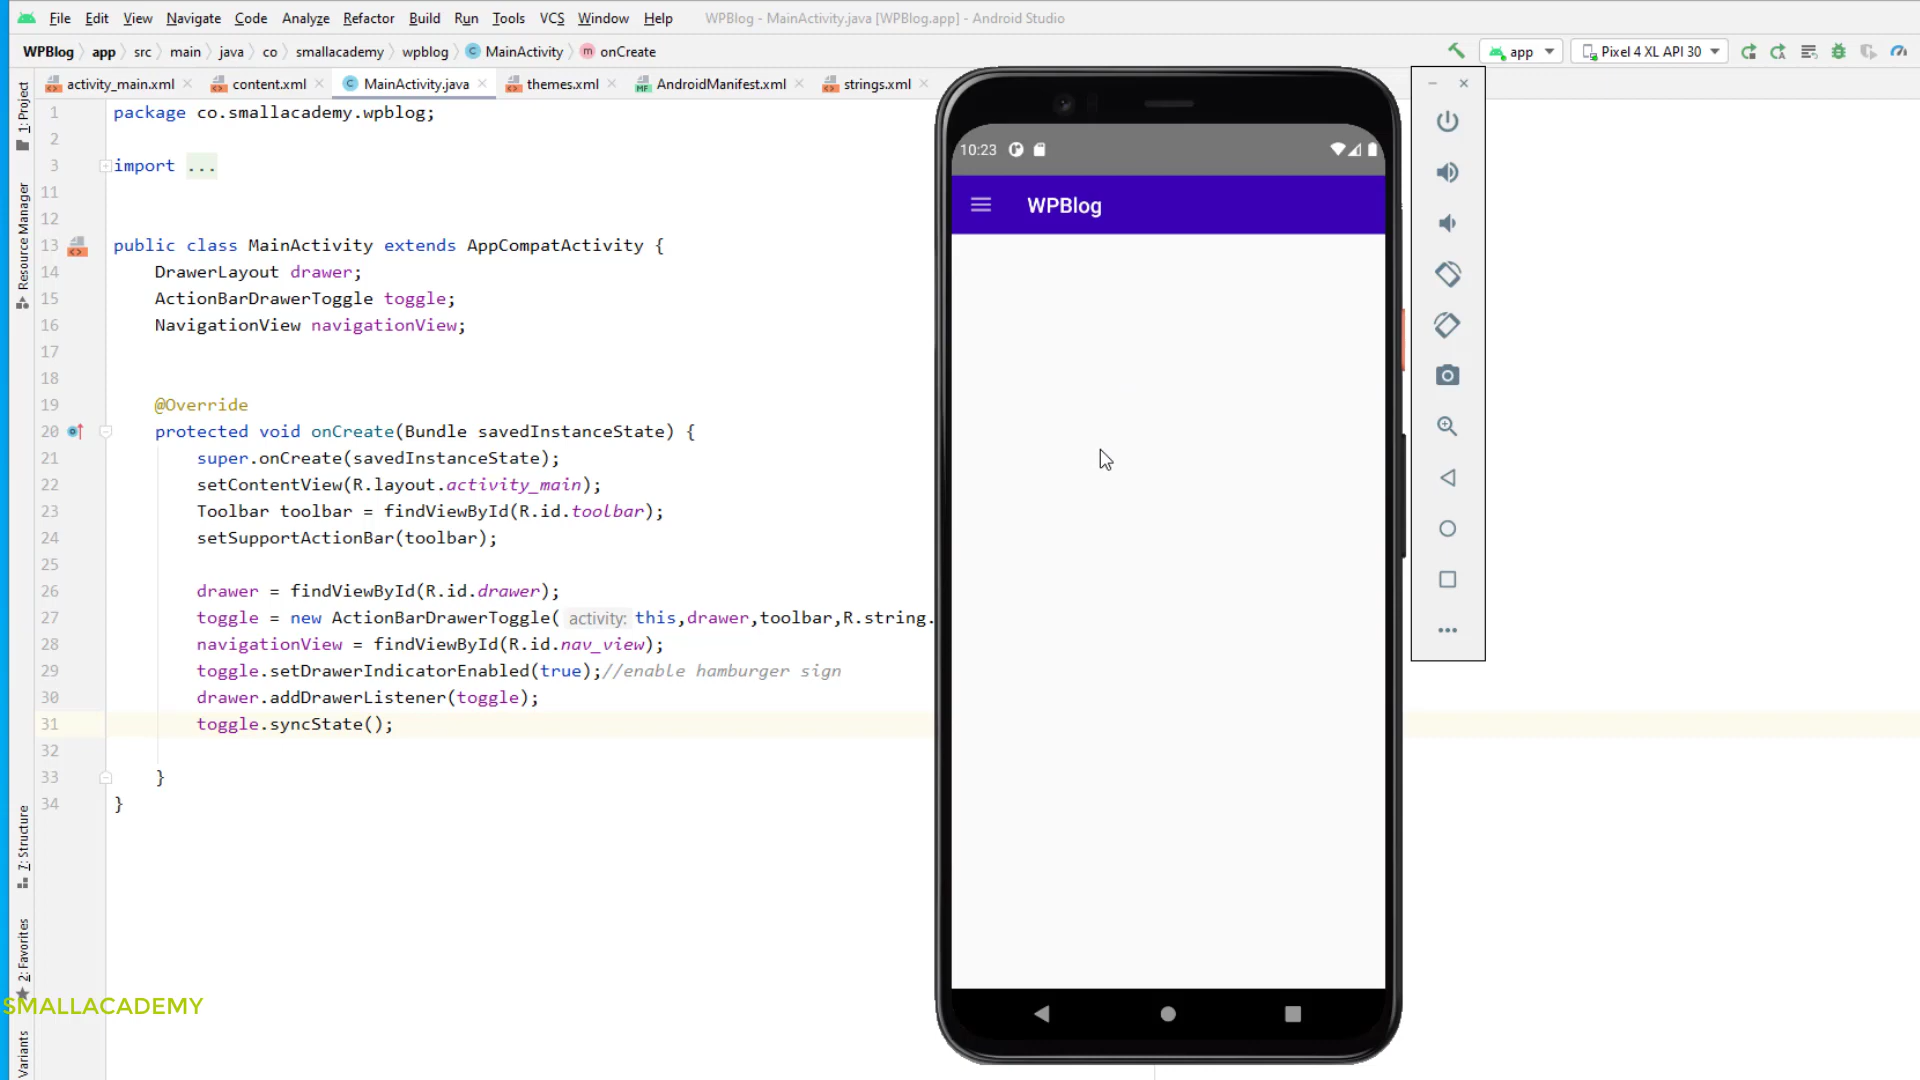 File Edit View Navigate Code Analyze Refactor Build Run Tools VCS Window Help WPBlog - MainActivity.java [WPBlog.app] - Android Studio
WPBlog app src main java co smallacademy wpblog C MainActivity m onCreate app Pixel 4 XL API 30
activity_main.xml content.xml C MainActivity.java themes.xml MF AndroidManifest.xml strings.xml
1: Project
Resource Manager
7: Structure
2: Favorites
Variants
1 package co.smallacademy.wpblog;
2
3 import ...
11
12
13 public class MainActivity extends AppCompatActivity {
14 DrawerLayout drawer;
15 ActionBarDrawerToggle toggle;
16 NavigationView navigationView;
17
18
19 @Override
20 protected void onCreate(Bundle savedInstanceState) {
21 super.onCreate(savedInstanceState);
22 setContentView(R.layout.activity_main);
23 Toolbar toolbar = findViewById(R.id.toolbar);
24 setSupportActionBar(toolbar);
25
26 drawer = findViewById(R.id.drawer);
27 toggle = new ActionBarDrawerToggle( activity: this,drawer,toolbar,R.string.
28 navigationView = findViewById(R.id.nav_view);
29 toggle.setDrawerIndicatorEnabled(true);//enable hamburger sign
30 drawer.addDrawerListener(toggle);
31 toggle.syncState();
32
33 }
34 }
SMALLACADEMY
10:23
WPBlog